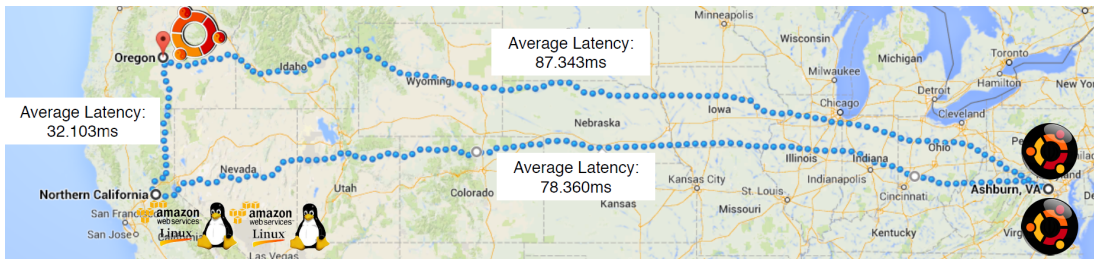 Minneapolis
Wisconsin
Toronto
Oregon
Idaho
Average Latency:
87.343ms
Michigan
Milwaukee
Hamilton
New York
Wyoming
Detroit
Average Latency:
32.103ms
Iowa
Chicago
Cleveland
Nebraska
Ohio
Nevada
Average Latency:
78.360ms
Illinois
Indiana
Utah
Colorado
Kansas City
Indianapolis
Northern California
St. Louis
Cincinnati
Ashburn, VA
Kansas
Missouri
amazon
web services
Linux
amazon
web services
Linux
San Jose
Kentucky
Las Vegas